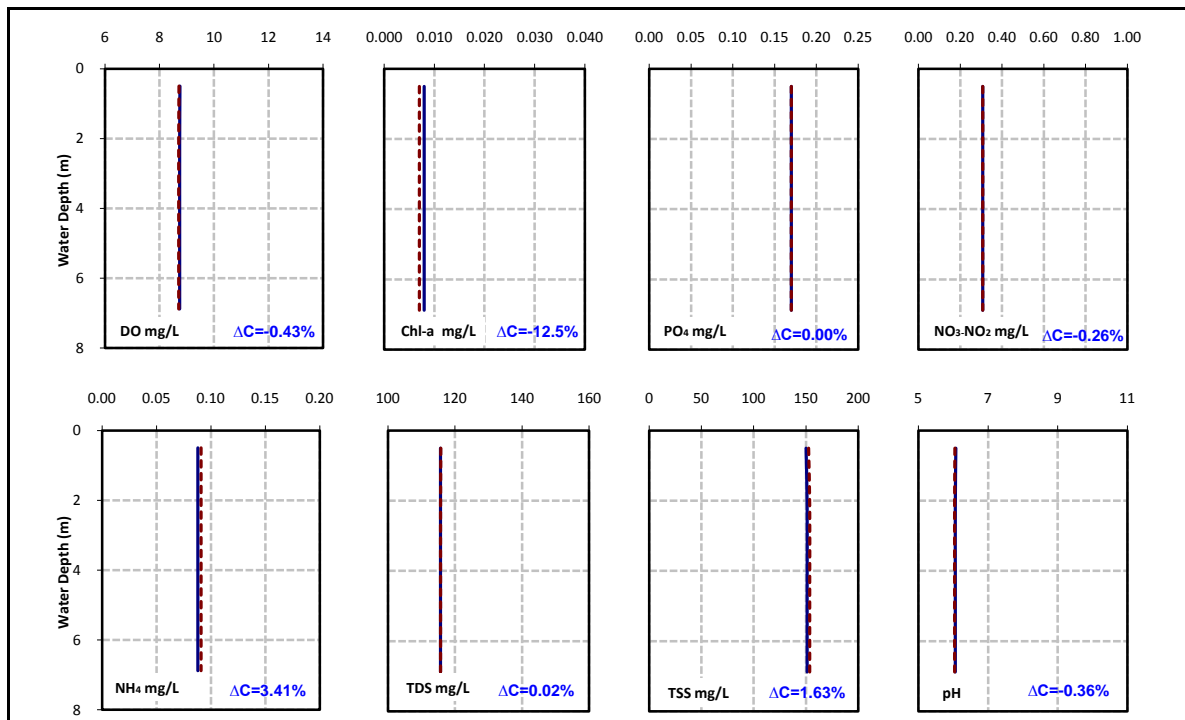 6 8 10 12 14
0.000 0.010 0.020 0.030 0.040
0.00 0.05 0.10 0.15 0.20 0.25
0.00 0.20 0.40 0.60 0.80 1.00
0
2
4
6
8
Water Depth (m)
DO mg/L ΔC=-0.43%
Chl-a mg/L ΔC=-12.5%
PO₄ mg/L ΔC=0.00%
NO₃-NO₂ mg/L ΔC=-0.26%
0.00 0.05 0.10 0.15 0.20
100 120 140 160
0 50 100 150 200
5 7 9 11
0
2
4
6
8
Water Depth (m)
NH₄ mg/L ΔC=3.41%
TDS mg/L ΔC=0.02%
TSS mg/L ΔC=1.63%
pH ΔC=-0.36%